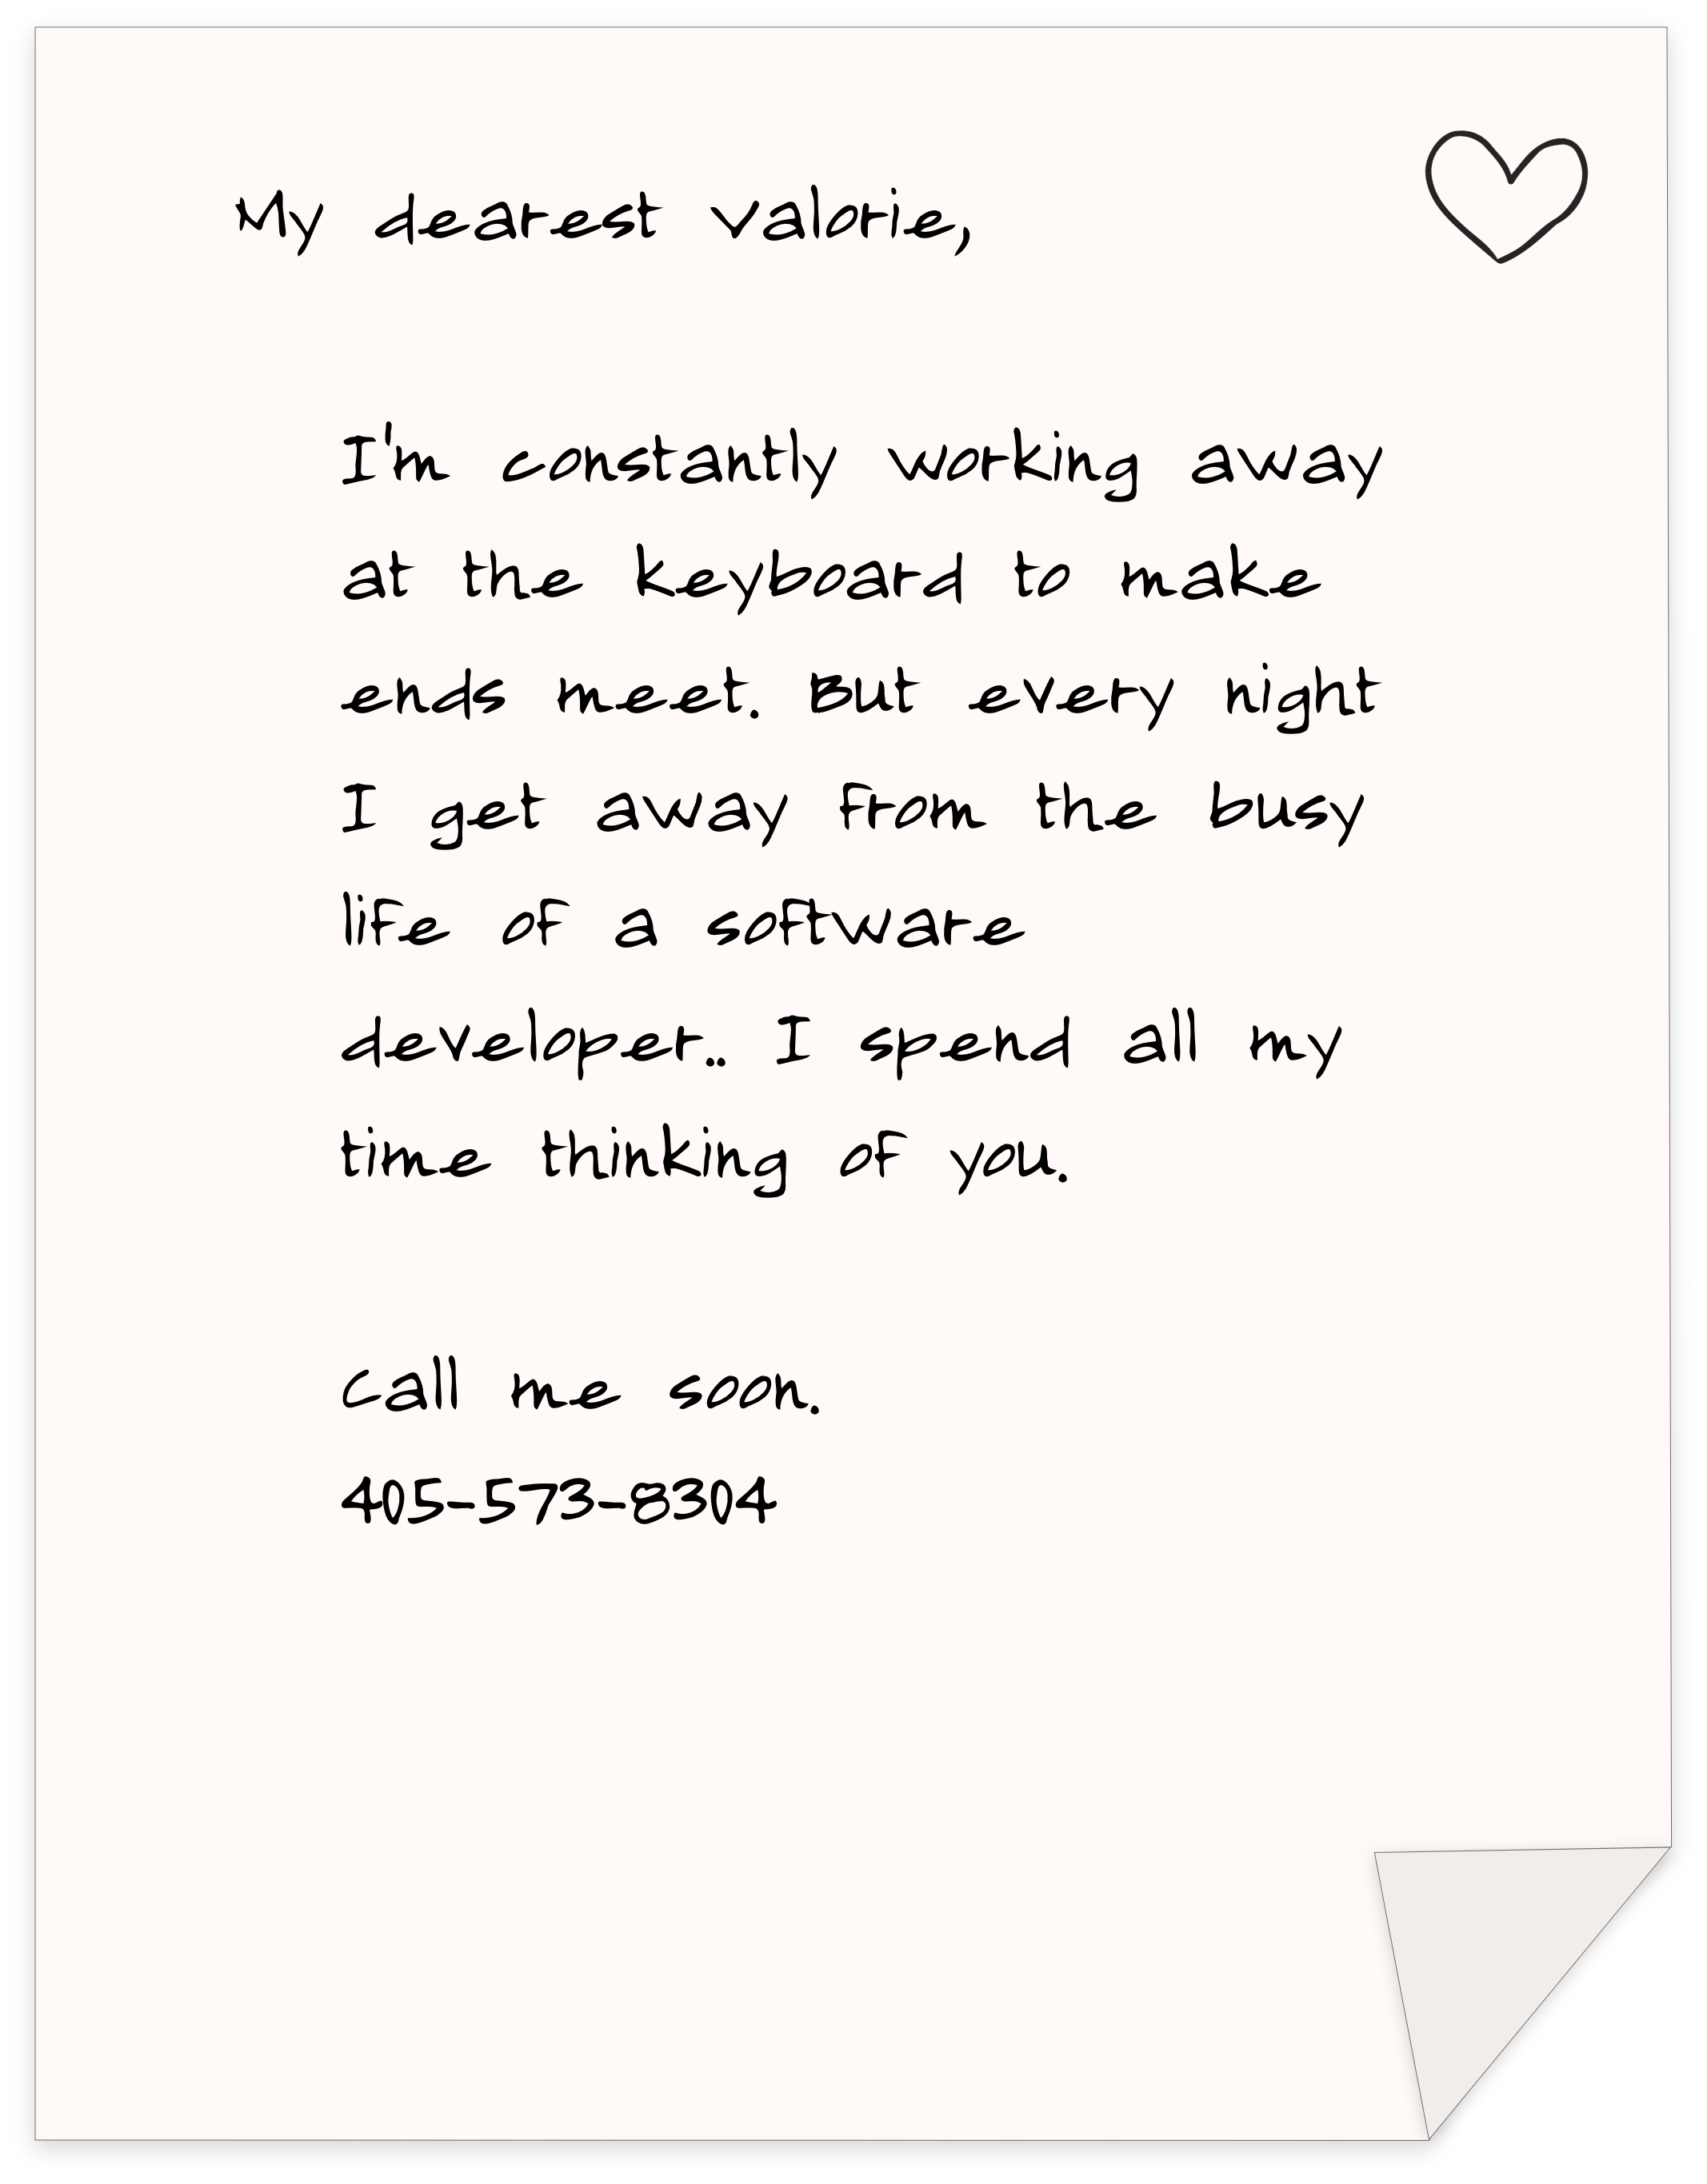 My dearest valorie,
I'm constantly working away
at the keyboard to make
ends meet. But every night
I get away from the busy
life of a software
developer.. I spend all my
time thinking of you.
Call me soon.
405-573-8304